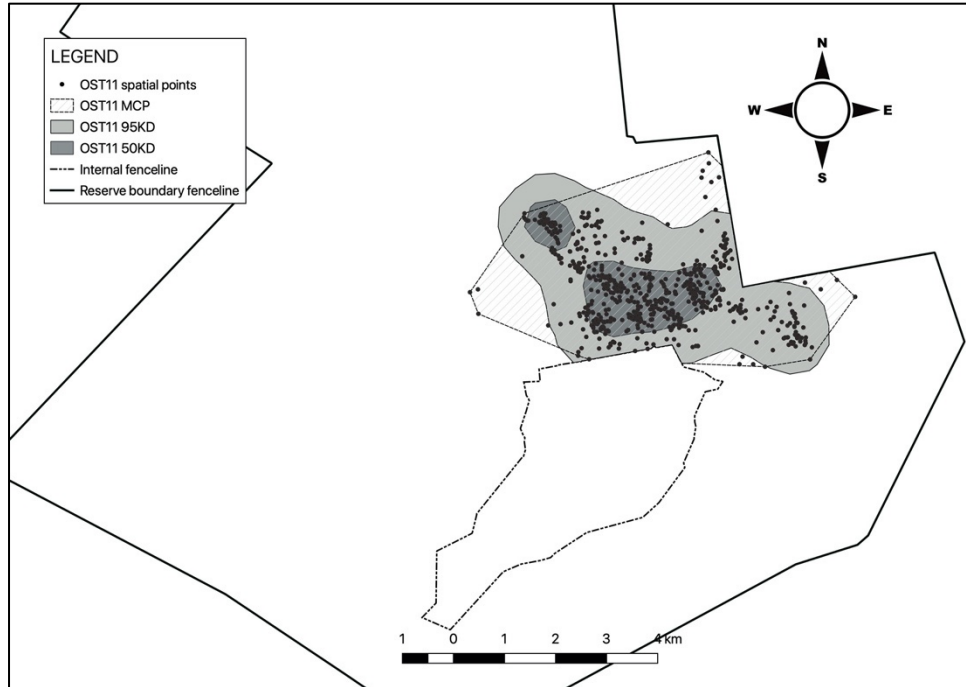 LEGEND
OST11 spatial points
OST11 MCP
OST11 95KD
OST11 50KD
Internal fenceline
Reserve boundary fenceline
N
W E
S
1 0 1 2 3 4 km